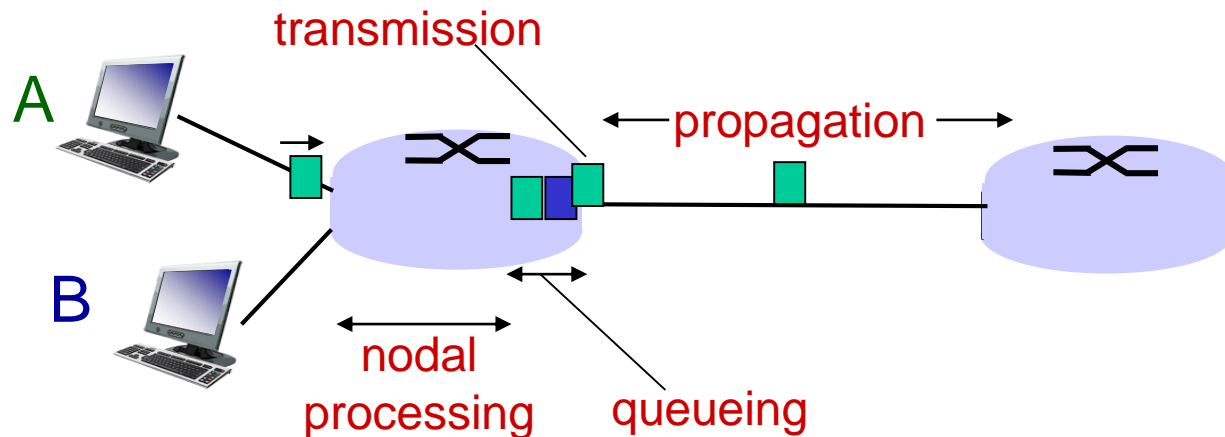 transmission
A
propagation
B
nodal
processing
queueing